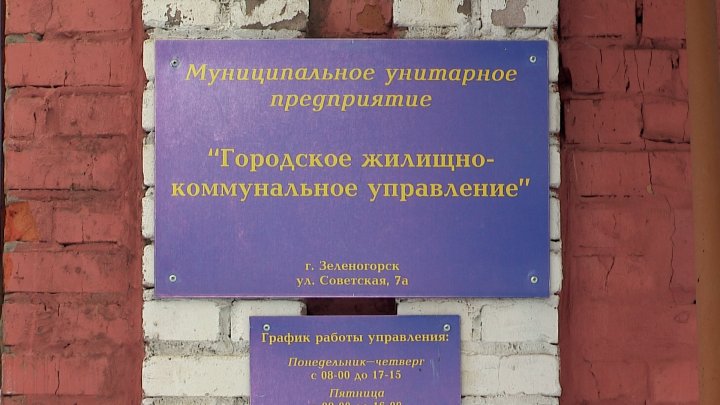 Муниципальное унитарное
предприятие
“Городское жилищно-
коммунальное управление”
г. Зеленогорск
ул. Советская, 7а
График работы управления:
Понедельник—четверг
с 08-00 до 17-15
Пятница